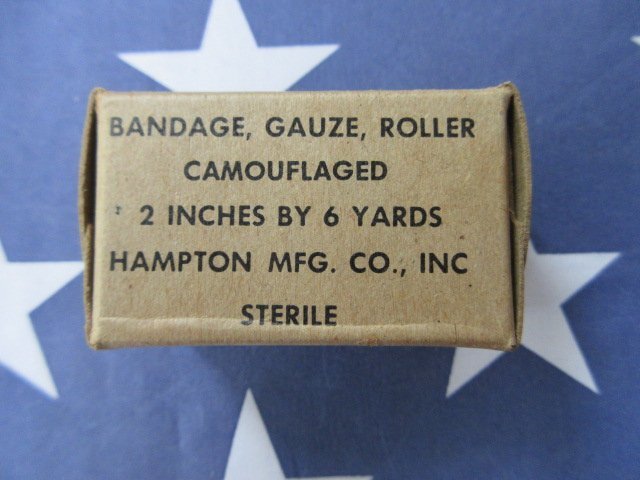 BANDAGE, GAUZE, ROLLER
CAMOUFLAGED
2 INCHES BY 6 YARDS
HAMPTON MFG. CO., INC
STERILE